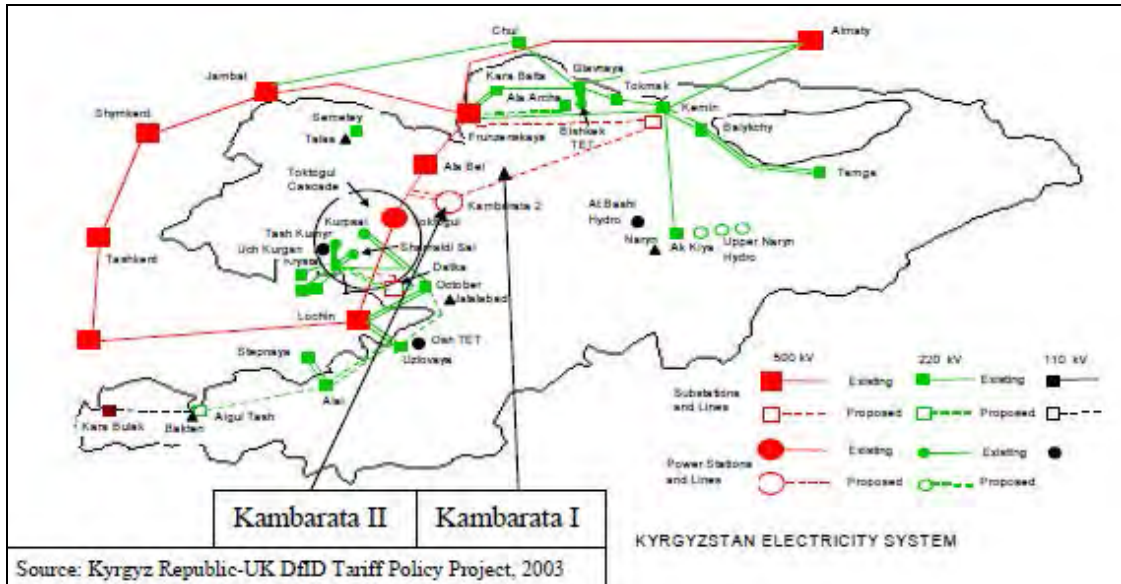 Chui
Almaty
Glavnaya
Jambal
Kara Balta
Tokmak
Ala Archa
Kemin
Shymkent
Semetey
Frunzenskaya
Bishkek
TET
Balykchy
Talas
Ala Bel
Tamga
Toktogul
Cascade
Kambarata 2
At Bashi
Hydro
Kurpsai
Toktogul
Tash Kumyr
Naryn
Ak Kiya
Upper Naryn
Hydro
Uch Kurgan
Shamaldi Sai
Tashkent
Kristal
Datka
October
Jalalabad
Lochin
Osh TET
Stepnaya
Uzlovaya
500 kV
220 kV
110 kV
Alai
Substations
and Lines
Existing
Existing
Existing
Kara Bulak
Batken
Aigul Tash
Proposed
Proposed
Proposed
Power Stations
and Lines
Existing
Existing
Proposed
Proposed
Kambarata II
Kambarata I
KYRGYZSTAN ELECTRICITY SYSTEM
Source: Kyrgyz Republic-UK DfID Tariff Policy Project, 2003